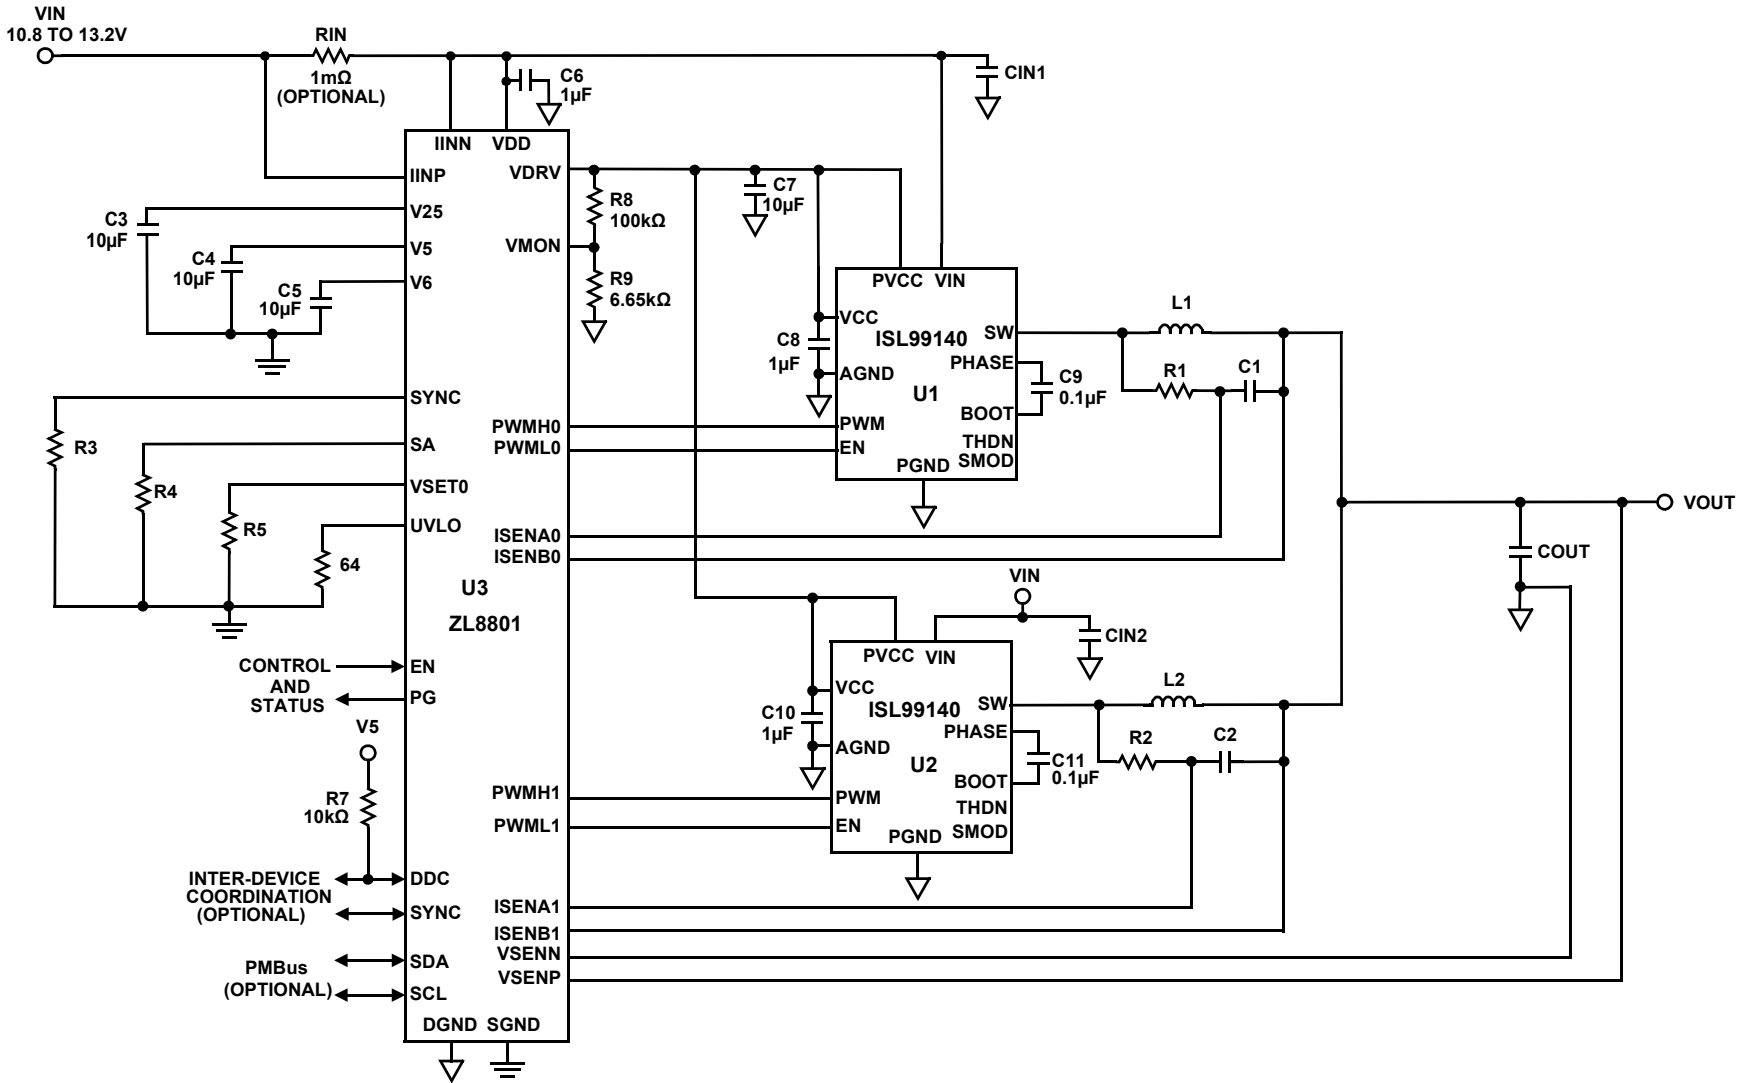 VIN
10.8 TO 13.2V
RIN
1mΩ
(OPTIONAL)
C6
1µF
CIN1
IINN VDD
IINP
V25
V5
V6
VDRV
VMON
C3
10µF
C4
10µF
C5
10µF
R8
100kΩ
R9
6.65kΩ
C7
10µF
C8
1µF
PVCC VIN
VCC
ISL99140
AGND
U1
PWM
EN
PGND
SW
PHASE
BOOT
THDN
SMOD
C9
0.1µF
L1
R1
C1
SYNC
SA
VSET0
UVLO
R3
R4
R5
64
PWMH0
PWML0
ISENA0
ISENB0
U3
ZL8801
VOUT
COUT
VIN
CIN2
CONTROL
AND
STATUS
EN
PG
V5
R7
10kΩ
C10
1µF
PVCC VIN
VCC
ISL99140
AGND
U2
PWM
EN
PGND
SW
PHASE
BOOT
THDN
SMOD
C11
0.1µF
L2
R2
C2
PWMH1
PWML1
INTER-DEVICE
COORDINATION
(OPTIONAL)
DDC
SYNC
PMBus
(OPTIONAL)
SDA
SCL
ISENA1
ISENB1
VSENN
VSENP
DGND SGND